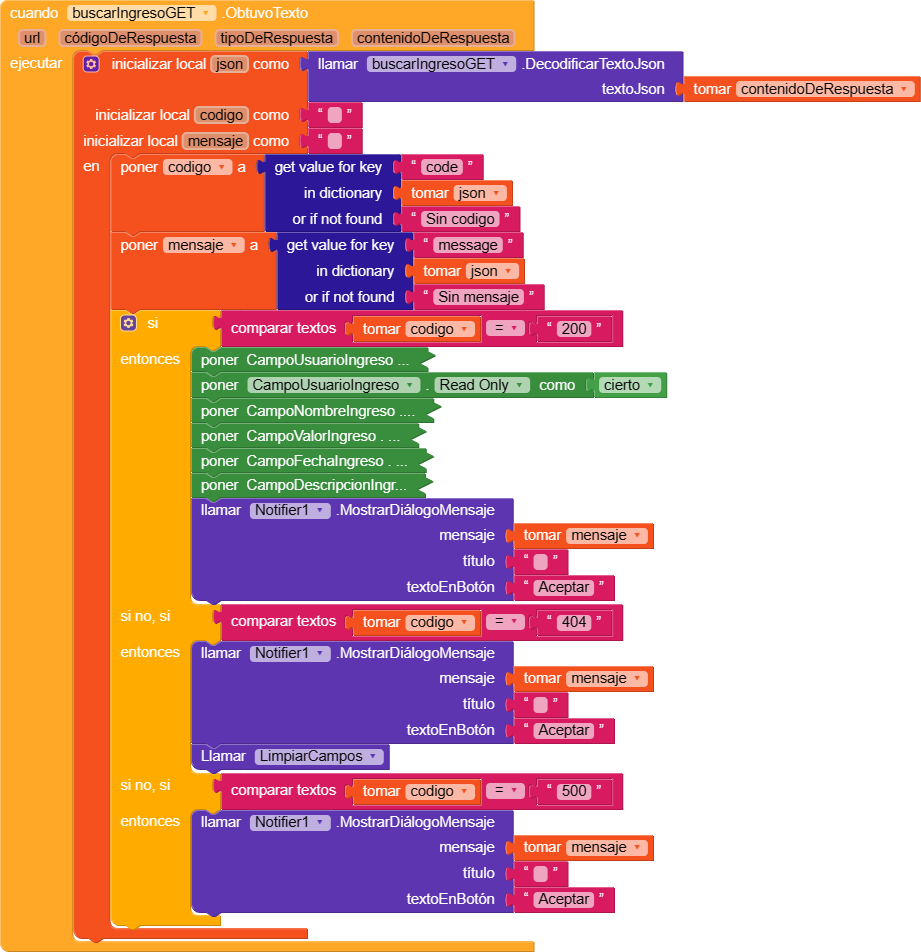 cuando buscarIngresoGET .ObtuvoTexto
url códigoDeRespuesta tipoDeRespuesta contenidoDeRespuesta
ejecutar inicializar local json como llamar buscarIngresoGET .DecodificarTextoJson
textoJson tomar contenidoDeRespuesta
inicializar local codigo como “ ”
inicializar local mensaje como “ ”
en poner codigo a get value for key “ code ”
in dictionary tomar json
or if not found “ Sin codigo ”
poner mensaje a get value for key “ message ”
in dictionary tomar json
or if not found “ Sin mensaje ”
si comparar textos tomar codigo = “ 200 ”
entonces poner CampoUsuarioIngreso ...
poner CampoUsuarioIngreso . Read Only como cierto
poner CampoNombreIngreso ....
poner CampoValorIngreso . ...
poner CampoFechaIngreso . ...
poner CampoDescripcionIngr...
llamar Notifier1 .MostrarDiálogoMensaje
mensaje tomar mensaje
título “ ”
textoEnBotón “ Aceptar ”
si no, si comparar textos tomar codigo = “ 404 ”
entonces llamar Notifier1 .MostrarDiálogoMensaje
mensaje tomar mensaje
título “ ”
textoEnBotón “ Aceptar ”
Llamar LimpiarCampos
si no, si comparar textos tomar codigo = “ 500 ”
entonces llamar Notifier1 .MostrarDiálogoMensaje
mensaje tomar mensaje
título “ ”
textoEnBotón “ Aceptar ”